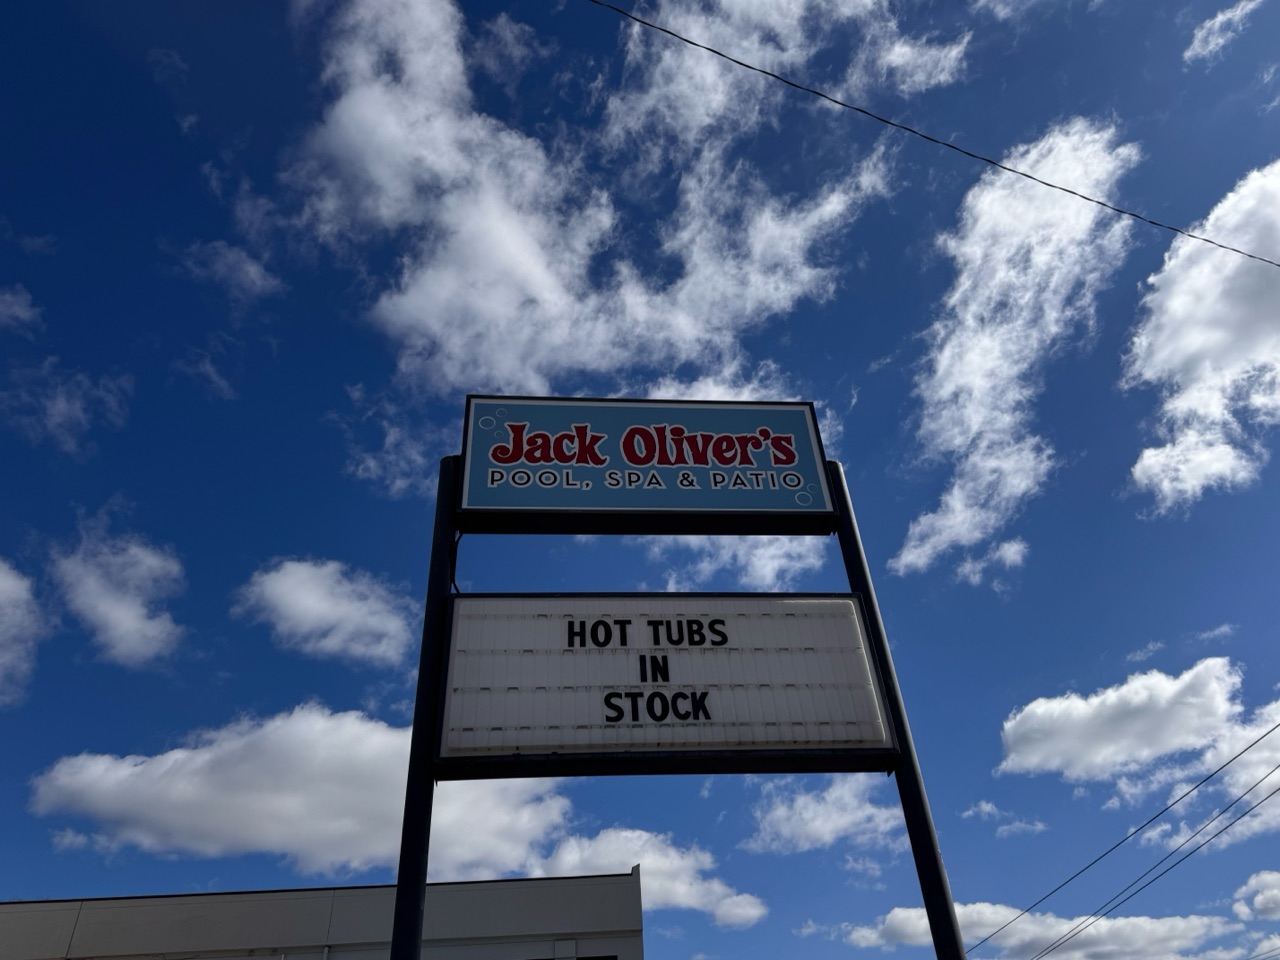 Jack Oliver's
POOL, SPA & PATIO
HOT TUBS
IN
STOCK